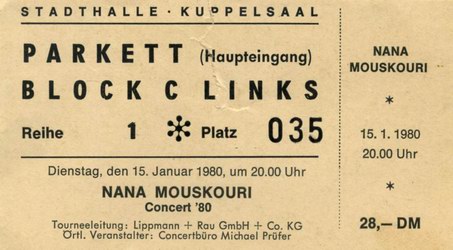 STADTHALLE · KUPPELSAAL
PARKETT (Haupteingang)
BLOCK C LINKS
Reihe 1 ✻ Platz 035
Dienstag, den 15. Januar 1980, um 20.00 Uhr
NANA MOUSKOURI
Concert '80
Tourneeleitung: Lippmann + Rau GmbH + Co. KG
Örtl. Veranstalter: Concertbüro Michael Prüfer
NANA
MOUSKOURI
*
15. 1. 1980
20.00 Uhr
*
28,— DM